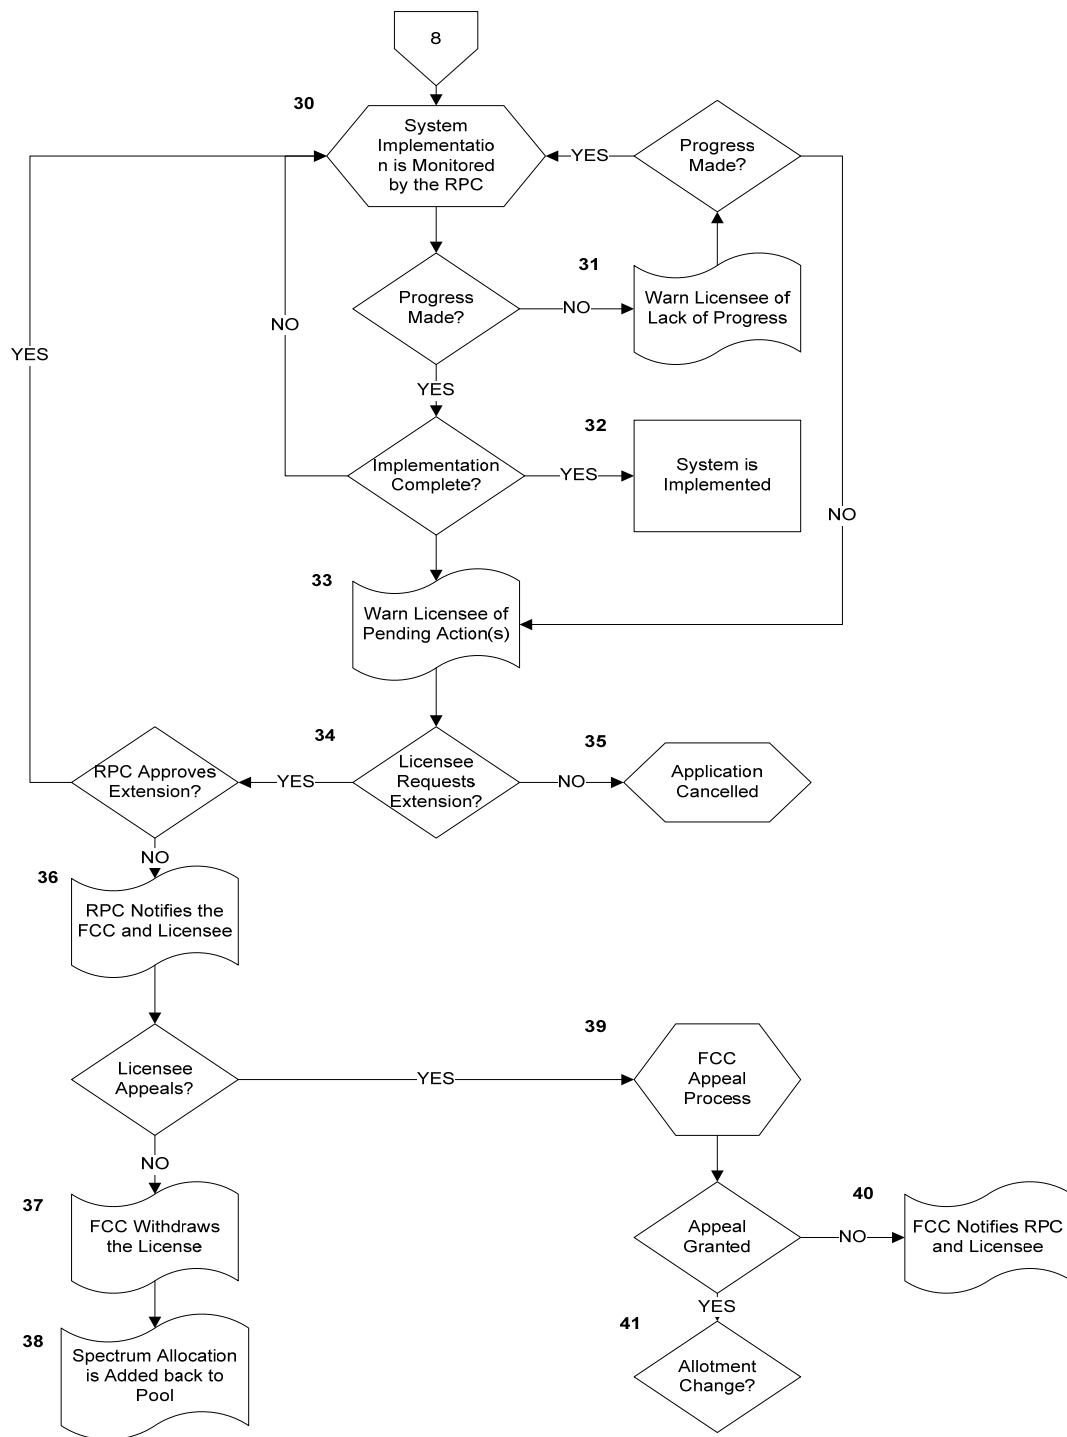 8
30
System
Implementatio
n is Monitored
by the RPC
YES
Progress
Made?
31
Progress
Made?
NO
Warn Licensee of
Lack of Progress
NO
YES
YES
32
Implementation
Complete?
YES
System is
Implemented
NO
33
Warn Licensee of
Pending Action(s)
34
35
RPC Approves
Extension?
YES
Licensee
Requests
Extension?
NO
Application
Cancelled
NO
36
RPC Notifies the
FCC and Licensee
39
Licensee
Appeals?
YES
FCC
Appeal
Process
NO
37
40
FCC Withdraws
the License
Appeal
Granted
NO
FCC Notifies RPC
and Licensee
YES
41
38
Spectrum Allocation
is Added back to
Pool
Allotment
Change?